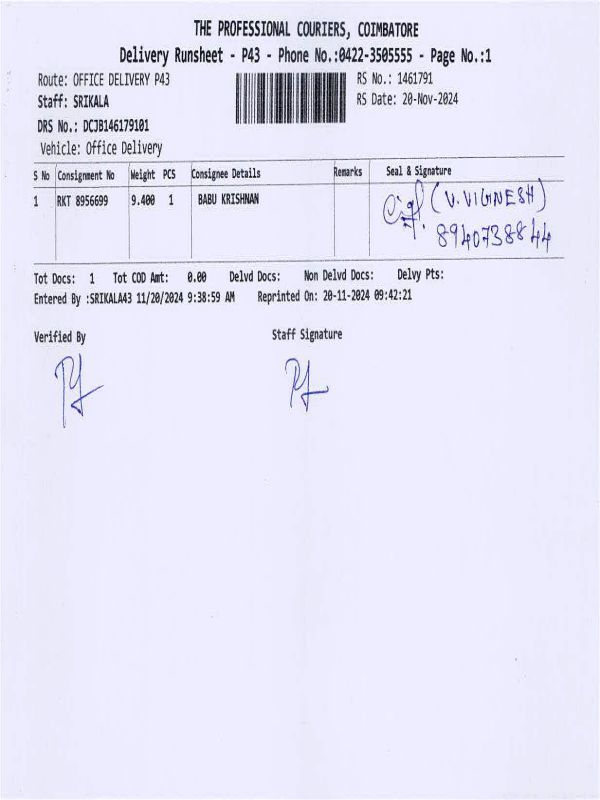 THE PROFESSIONAL COURIERS, COIMBATORE
Delivery Runsheet - P43 - Phone No.:0422-3505555 - Page No.:1
Route: OFFICE DELIVERY P43 RS No.: 1461791
Staff: SRIKALA RS Date: 20-Nov-2024
DRS No.: DCJB146179101
Vehicle: Office Delivery
S No Consignment No Weight PCS Consignee Details Remarks Seal & Signature
1 RKT 8956699 9.400 1 BABU KRISHNAN (V.VIGNESH)
8940738844
Tot Docs: 1 Tot COD Amt: 0.00 Delvd Docs: Non Delvd Docs: Delvy Pts:
Entered By :SRIKALA43 11/20/2024 9:38:59 AM Reprinted On: 20-11-2024 09:42:21
Verified By Staff Signature